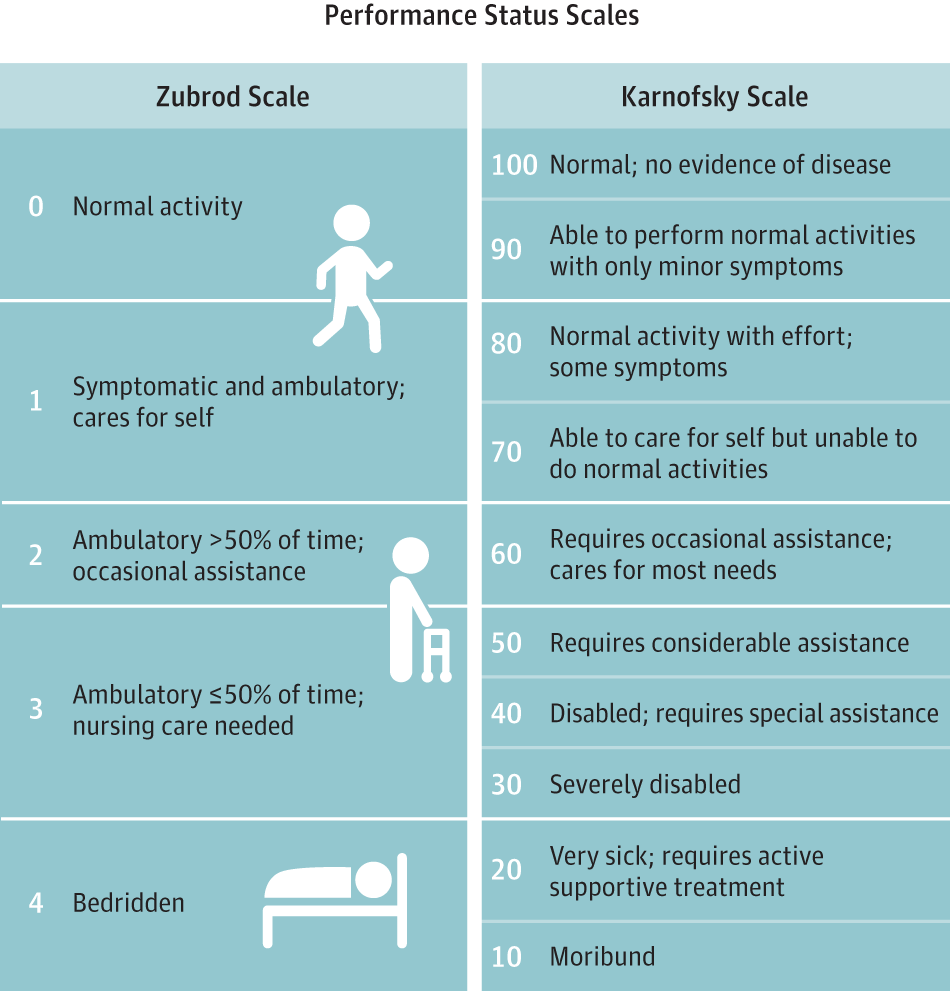 Performance Status Scales
Zubrod Scale
0 Normal activity
1 Symptomatic and ambulatory;
cares for self
2 Ambulatory >50% of time;
occasional assistance
3 Ambulatory ≤50% of time;
nursing care needed
4 Bedridden
Karnofsky Scale
100 Normal; no evidence of disease
90 Able to perform normal activities
with only minor symptoms
80 Normal activity with effort;
some symptoms
70 Able to care for self but unable to
do normal activities
60 Requires occasional assistance;
cares for most needs
50 Requires considerable assistance
40 Disabled; requires special assistance
30 Severely disabled
20 Very sick; requires active
supportive treatment
10 Moribund